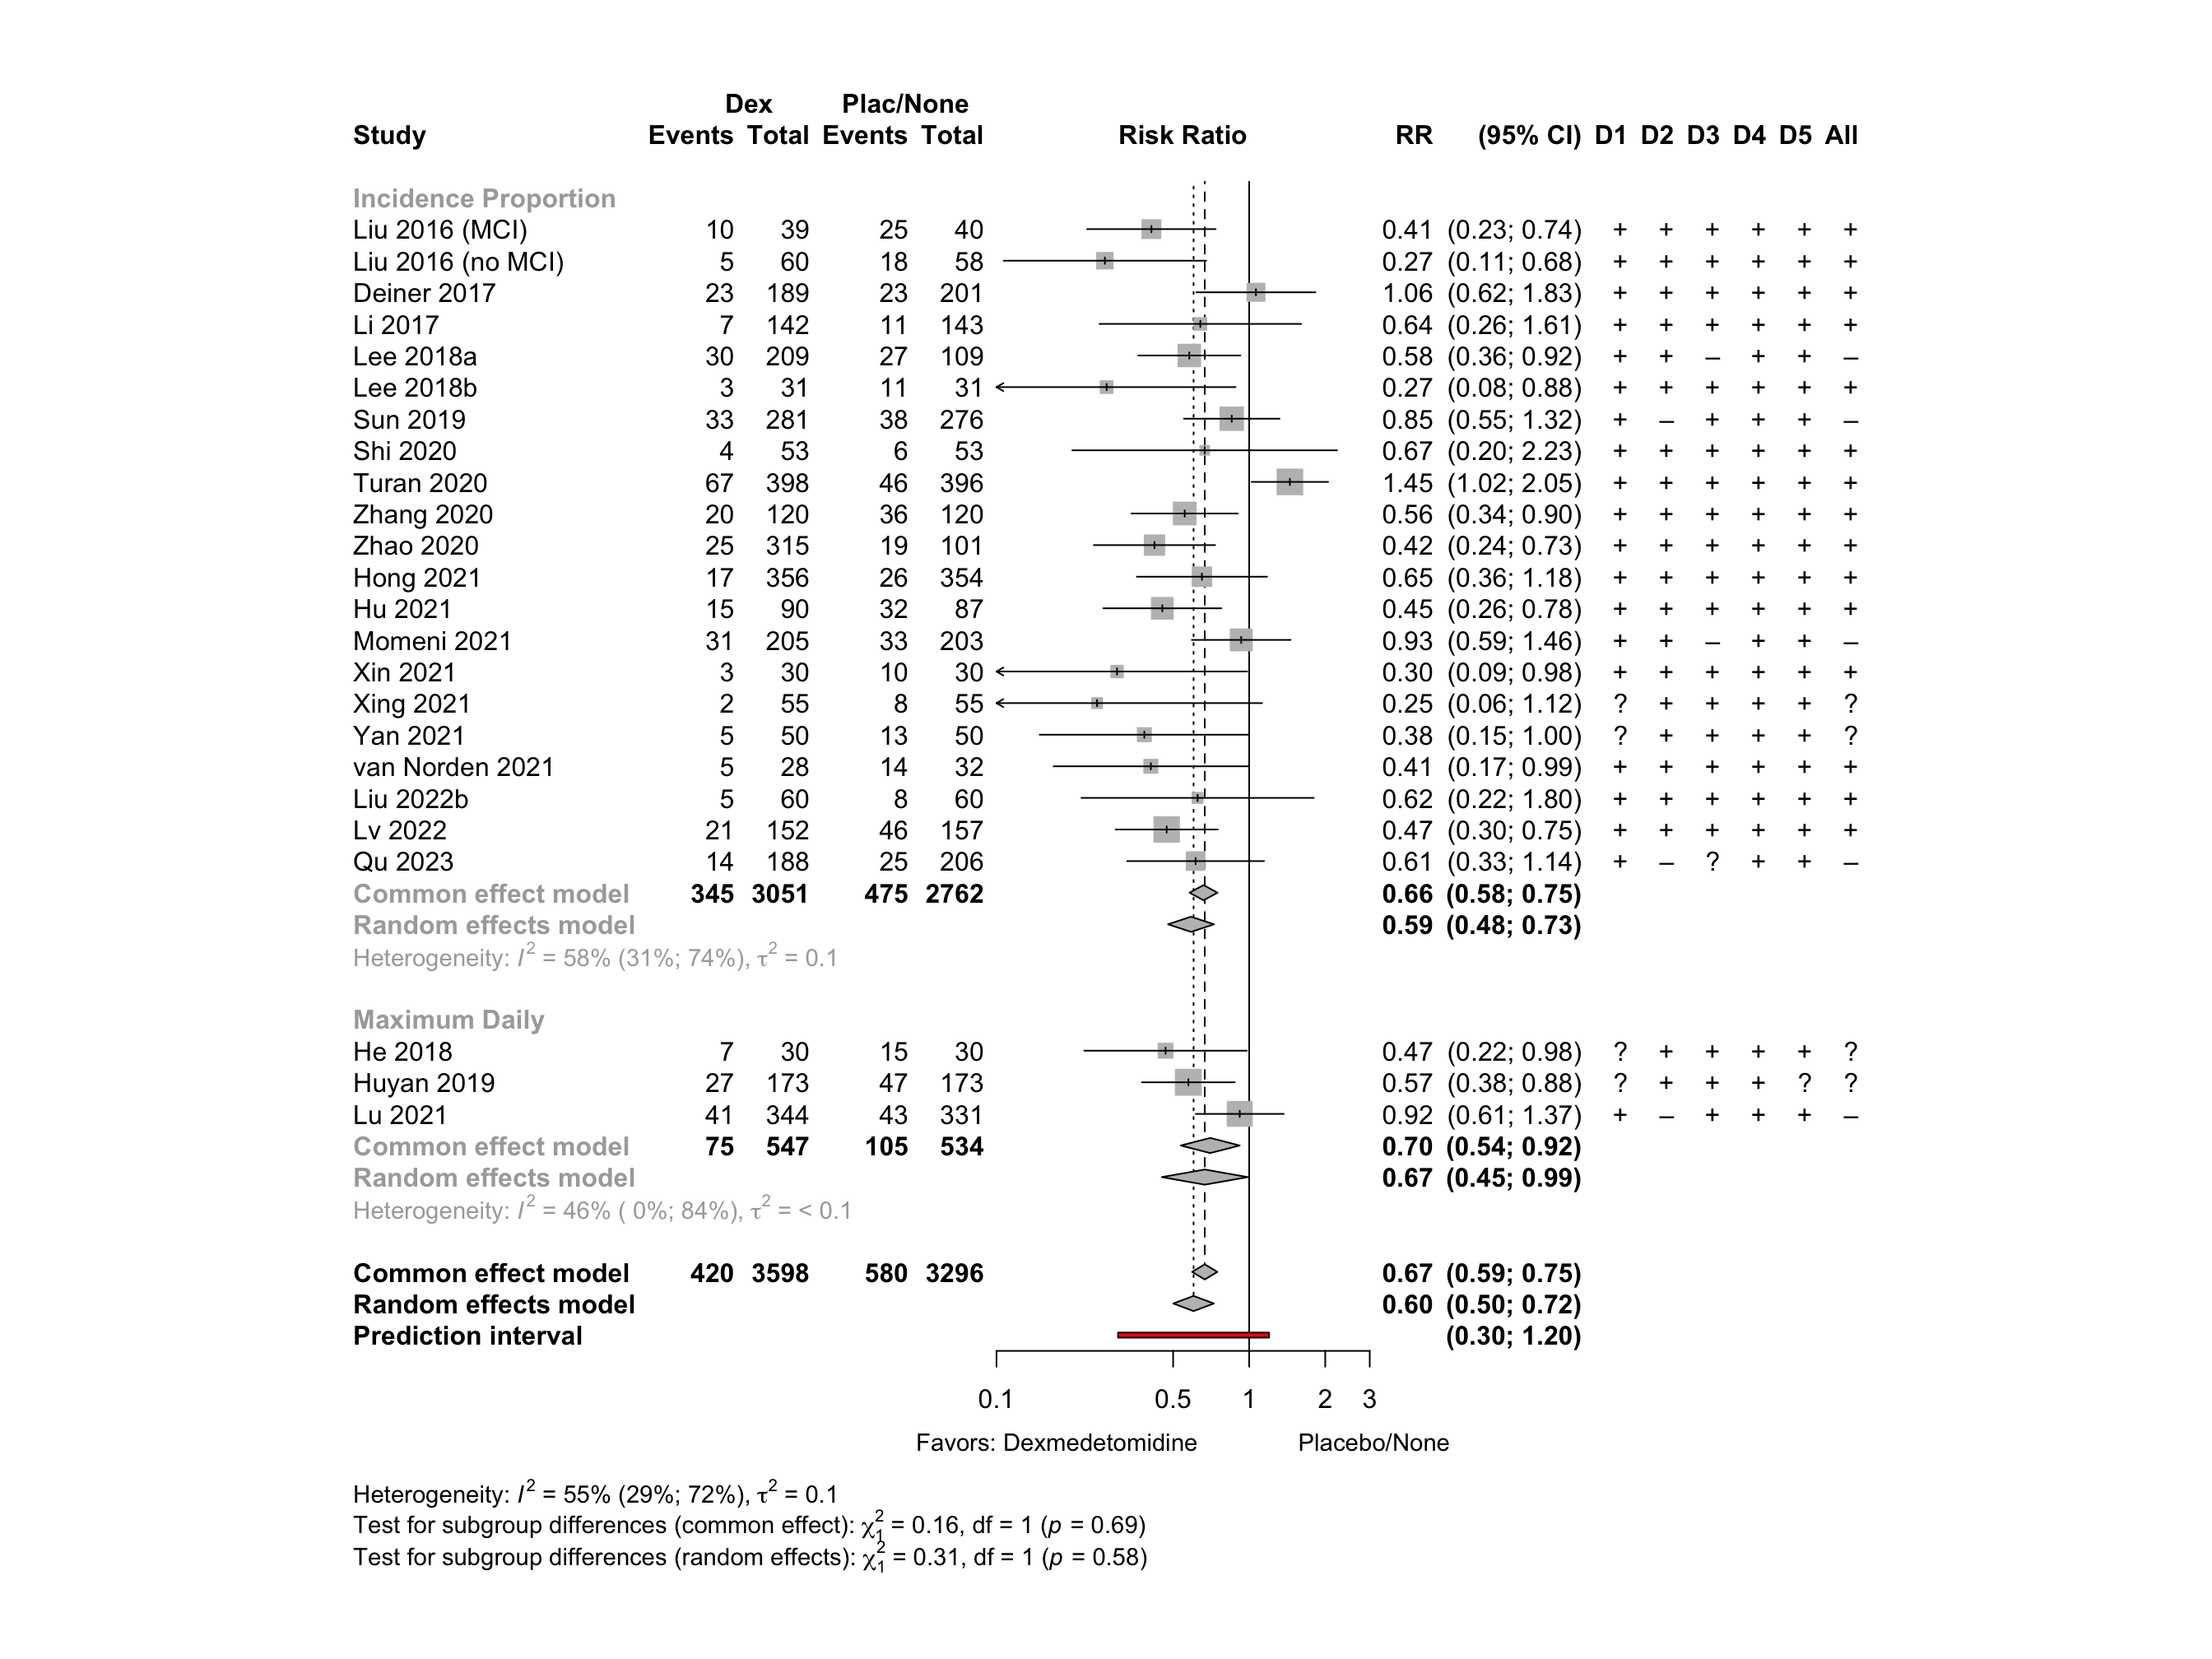 Dex Plac/None
Study Events Total Events Total Risk Ratio RR (95% CI) D1 D2 D3 D4 D5 All
Incidence Proportion
Liu 2016 (MCI) 10 39 25 40 0.41 (0.23; 0.74) + + + + + +
Liu 2016 (no MCI) 5 60 18 58 0.27 (0.11; 0.68) + + + + + +
Deiner 2017 23 189 23 201 1.06 (0.62; 1.83) + + + + + +
Li 2017 7 142 11 143 0.64 (0.26; 1.61) + + + + + +
Lee 2018a 30 209 27 109 0.58 (0.36; 0.92) + + – + + –
Lee 2018b 3 31 11 31 0.27 (0.08; 0.88) + + + + + +
Sun 2019 33 281 38 276 0.85 (0.55; 1.32) + – + + + –
Shi 2020 4 53 6 53 0.67 (0.20; 2.23) + + + + + +
Turan 2020 67 398 46 396 1.45 (1.02; 2.05) + + + + + +
Zhang 2020 20 120 36 120 0.56 (0.34; 0.90) + + + + + +
Zhao 2020 25 315 19 101 0.42 (0.24; 0.73) + + + + + +
Hong 2021 17 356 26 354 0.65 (0.36; 1.18) + + + + + +
Hu 2021 15 90 32 87 0.45 (0.26; 0.78) + + + + + +
Momeni 2021 31 205 33 203 0.93 (0.59; 1.46) + + – + + –
Xin 2021 3 30 10 30 0.30 (0.09; 0.98) + + + + + +
Xing 2021 2 55 8 55 0.25 (0.06; 1.12) ? + + + + ?
Yan 2021 5 50 13 50 0.38 (0.15; 1.00) ? + + + + ?
van Norden 2021 5 28 14 32 0.41 (0.17; 0.99) + + + + + +
Liu 2022b 5 60 8 60 0.62 (0.22; 1.80) + + + + + +
Lv 2022 21 152 46 157 0.47 (0.30; 0.75) + + + + + +
Qu 2023 14 188 25 206 0.61 (0.33; 1.14) + – ? + + –
Common effect model 345 3051 475 2762 0.66 (0.58; 0.75)
Random effects model 0.59 (0.48; 0.73)
Heterogeneity: I² = 58% (31%; 74%), τ² = 0.1
Maximum Daily
He 2018 7 30 15 30 0.47 (0.22; 0.98) ? + + + + ?
Huyan 2019 27 173 47 173 0.57 (0.38; 0.88) ? + + + ? ?
Lu 2021 41 344 43 331 0.92 (0.61; 1.37) + – + + + –
Common effect model 75 547 105 534 0.70 (0.54; 0.92)
Random effects model 0.67 (0.45; 0.99)
Heterogeneity: I² = 46% ( 0%; 84%), τ² = < 0.1
Common effect model 420 3598 580 3296 0.67 (0.59; 0.75)
Random effects model 0.60 (0.50; 0.72)
Prediction interval (0.30; 1.20)
0.1 0.5 1 2 3
Favors: Dexmedetomidine Placebo/None
Heterogeneity: I² = 55% (29%; 72%), τ² = 0.1
Test for subgroup differences (common effect): χ²₁ = 0.16, df = 1 (p = 0.69)
Test for subgroup differences (random effects): χ²₁ = 0.31, df = 1 (p = 0.58)